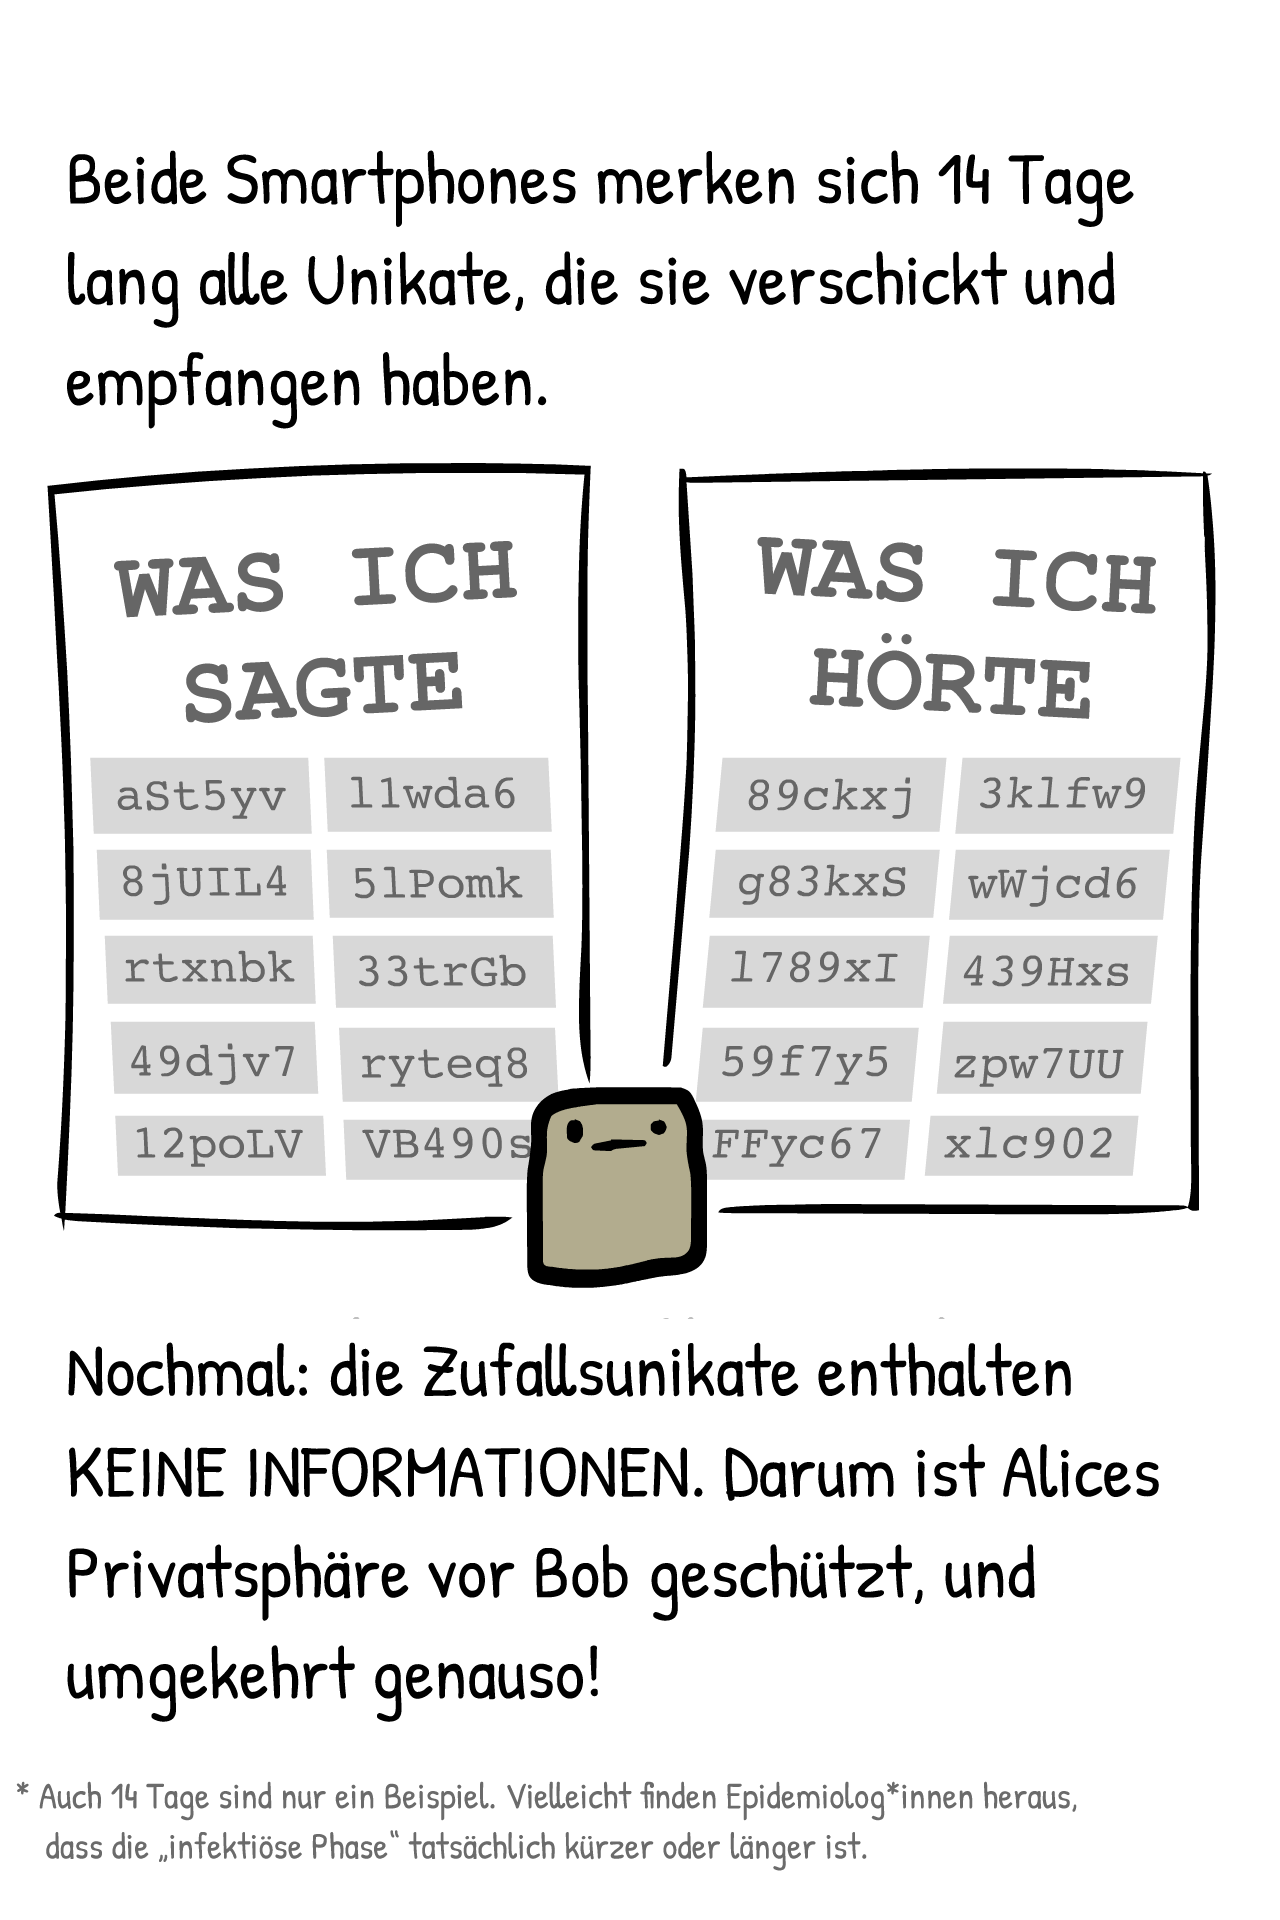 Beide Smartphones merken sich 14 Tage
lang alle Unikate, die sie verschickt und
empfangen haben.
WAS ICH
SAGTE
aSt5yv l1wda6
8jUIL4 5lPomk
rtxnbk 33trGb
49djv7 ryteq8
12poLV VB490s
WAS ICH
HÖRTE
89ckxj 3klfw9
g83kxS wWjcd6
l789xI 439Hxs
59f7y5 zpw7UU
FFyc67 xlc902
Nochmal: die Zufallsunikate enthalten
KEINE INFORMATIONEN. Darum ist Alices
Privatsphäre vor Bob geschützt, und
umgekehrt genauso!
* Auch 14 Tage sind nur ein Beispiel. Vielleicht finden Epidemiolog*innen heraus,
dass die „infektiöse Phase“ tatsächlich kürzer oder länger ist.